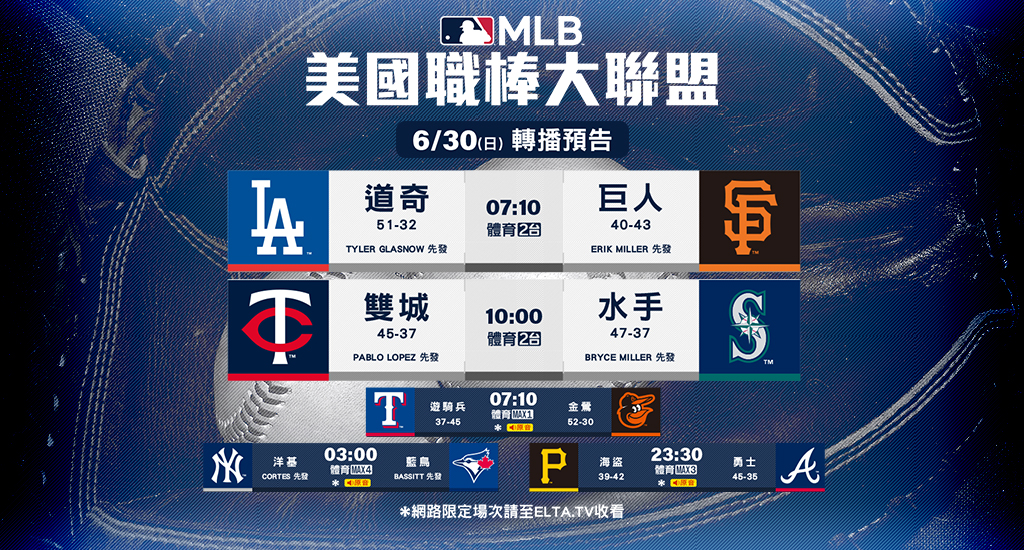 MLB
美國職棒大聯盟
6/30(日) 轉播預告
LA
道奇
51-32
TYLER GLASNOW 先發
07:10
體育2台
巨人
40-43
ERIK MILLER 先發
SF
TC
雙城
45-37
PABLO LOPEZ 先發
10:00
體育2台
水手
47-37
BRYCE MILLER 先發
S
T
遊騎兵
37-45
07:10
體育MAX1
* 原音
金鶯
52-30
NY
洋基
CORTES 先發
03:00
體育MAX4
* 原音
藍鳥
BASSITT 先發
P
海盜
39-42
23:30
體育MAX3
* 原音
勇士
45-35
A
*網路限定場次請至ELTA.TV收看